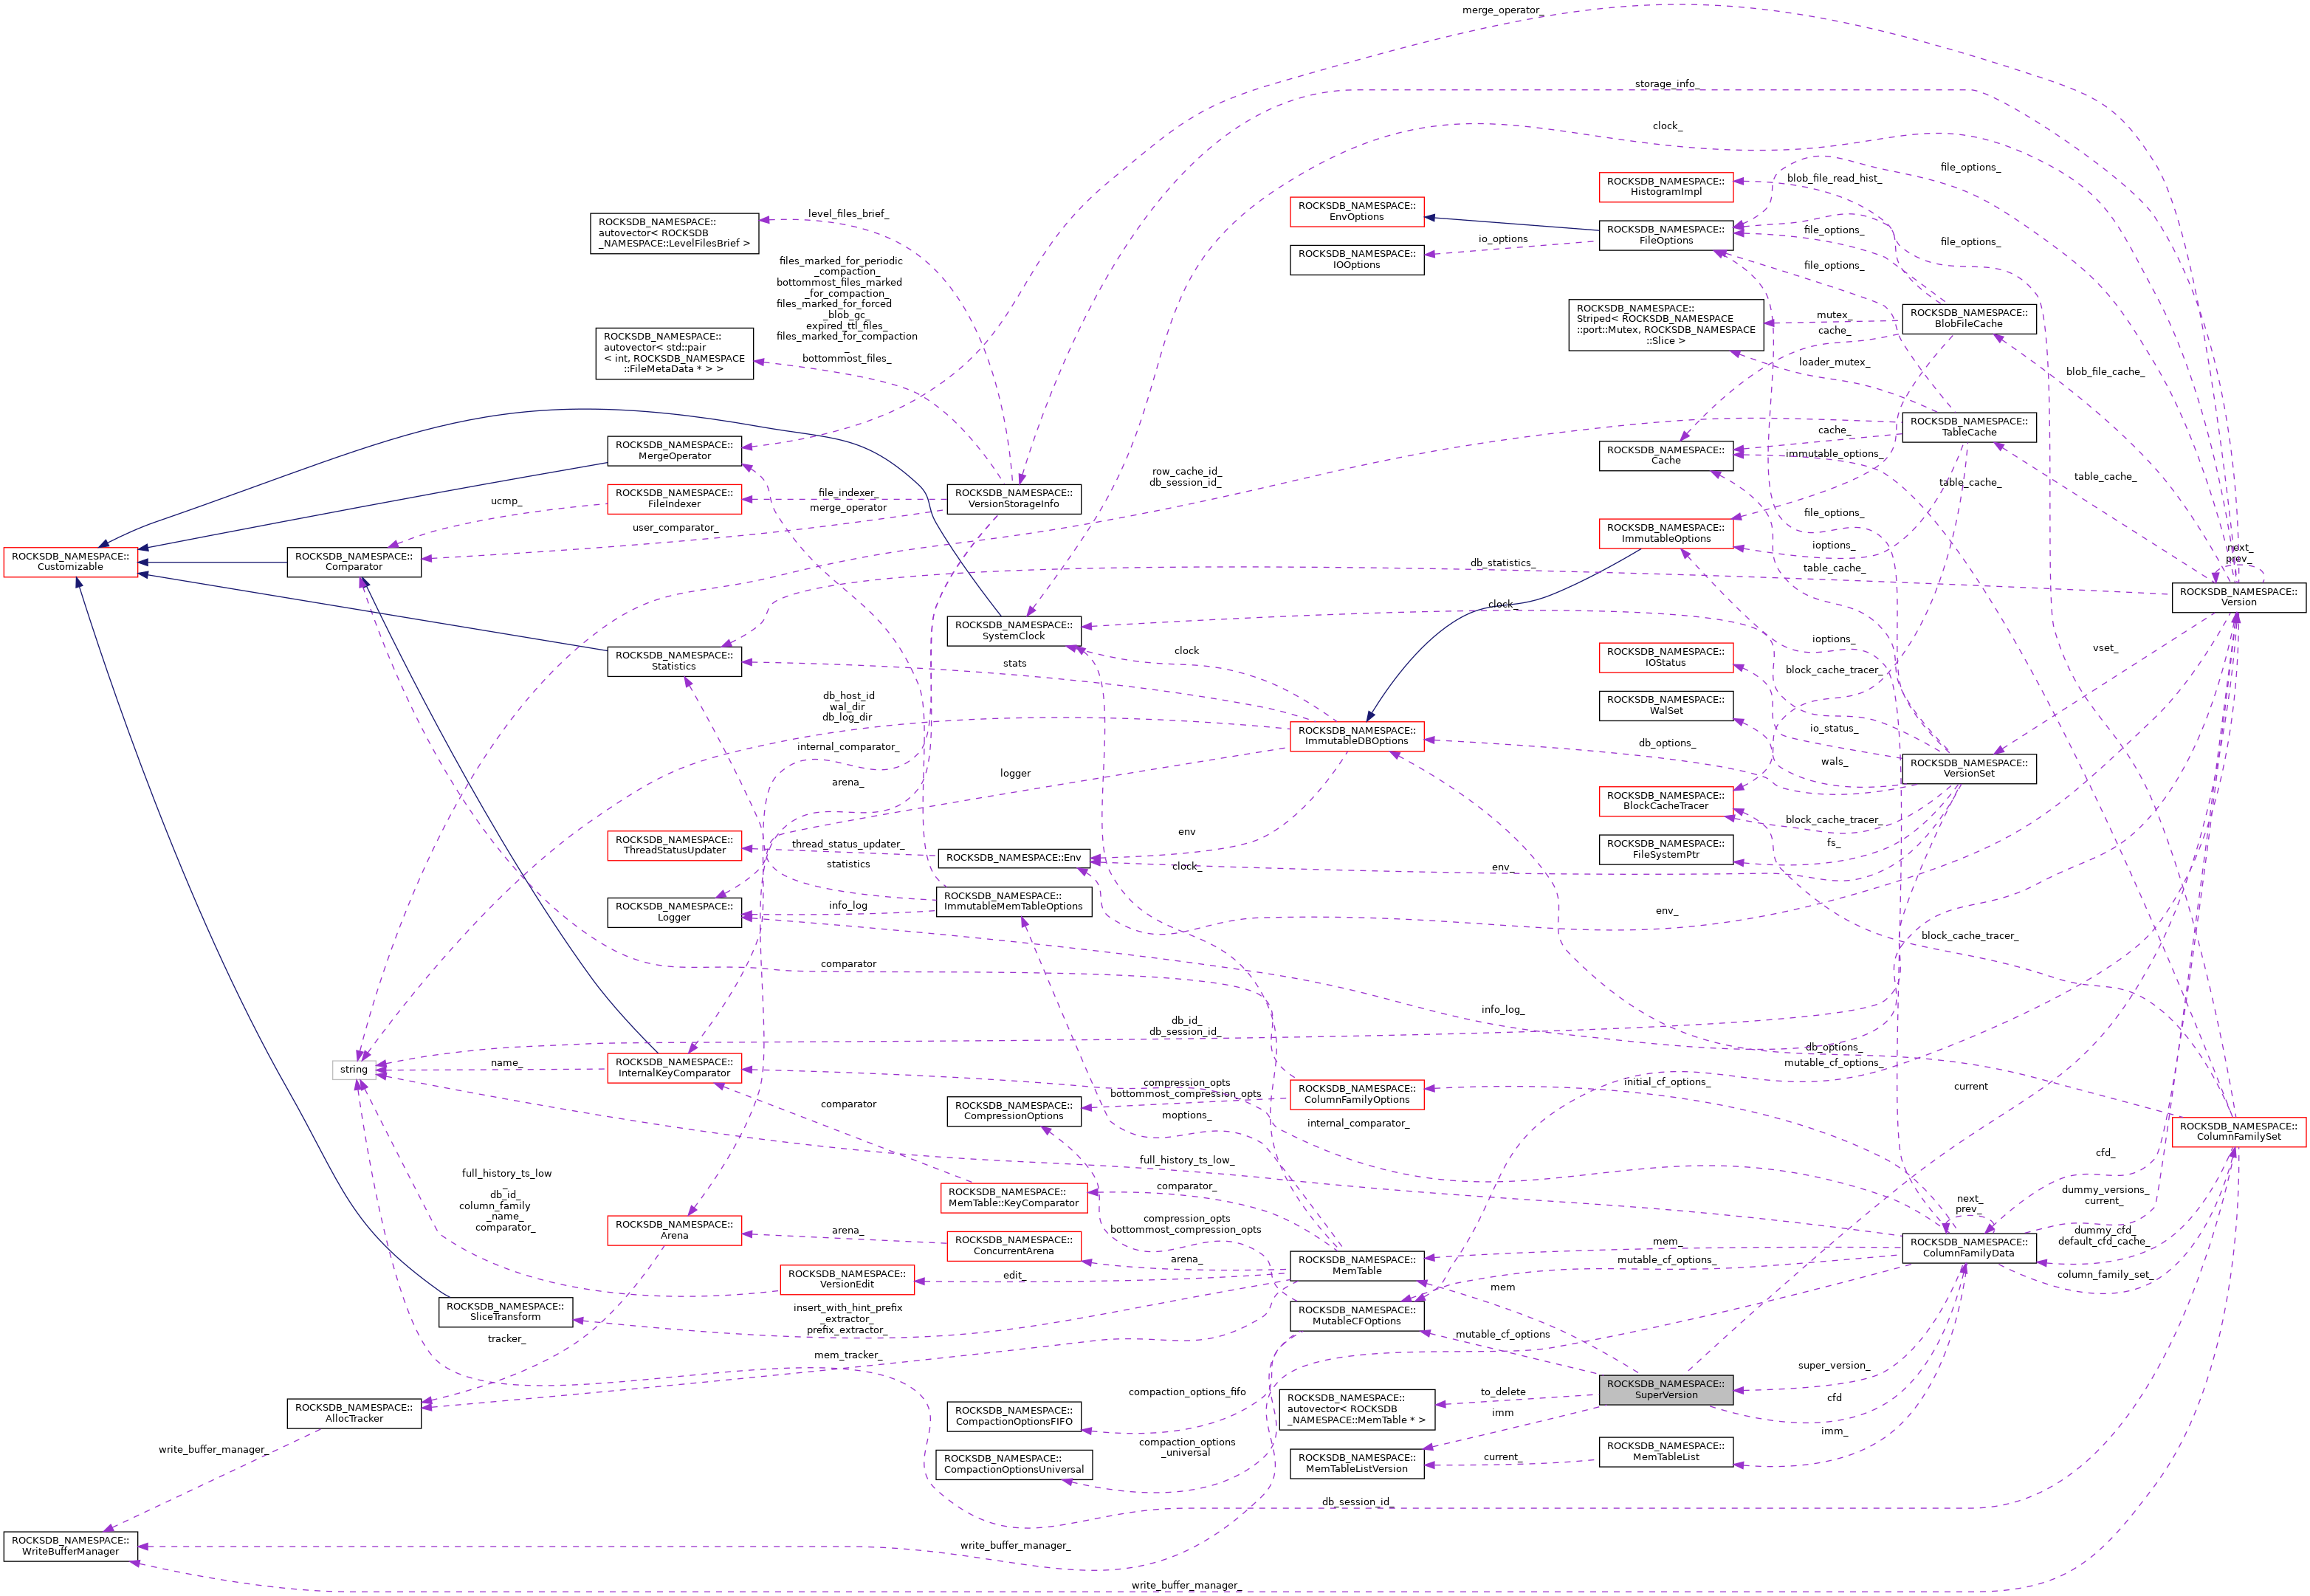 merge_operator_
storage_info_
clock_
file_options_
ROCKSDB_NAMESPACE::
HistogramImpl
blob_file_read_hist_
ROCKSDB_NAMESPACE::
EnvOptions
level_files_brief_
ROCKSDB_NAMESPACE::
autovector< ROCKSDB
_NAMESPACE::LevelFilesBrief >
ROCKSDB_NAMESPACE::
FileOptions
file_options_
io_options
file_options_
ROCKSDB_NAMESPACE::
IOOptions
files_marked_for_periodic
_compaction_
bottommost_files_marked
_for_compaction_
files_marked_for_forced
_blob_gc_
expired_ttl_files_
files_marked_for_compaction
_
bottommost_files_
file_options_
ROCKSDB_NAMESPACE::
Striped< ROCKSDB_NAMESPACE
::port::Mutex, ROCKSDB_NAMESPACE
::Slice >
mutex_
cache_
ROCKSDB_NAMESPACE::
BlobFileCache
ROCKSDB_NAMESPACE::
autovector< std::pair
< int, ROCKSDB_NAMESPACE
::FileMetaData * > >
loader_mutex_
blob_file_cache_
ROCKSDB_NAMESPACE::
TableCache
cache_
ROCKSDB_NAMESPACE::
MergeOperator
ROCKSDB_NAMESPACE::
Cache
immutable_options_
row_cache_id_
db_session_id_
table_cache_
table_cache_
ucmp_
ROCKSDB_NAMESPACE::
FileIndexer
file_indexer_
merge_operator
ROCKSDB_NAMESPACE::
VersionStorageInfo
user_comparator_
file_options_
ROCKSDB_NAMESPACE::
ImmutableOptions
ioptions_
next_
prev_
ROCKSDB_NAMESPACE::
Customizable
ROCKSDB_NAMESPACE::
Comparator
db_statistics_
table_cache_
ROCKSDB_NAMESPACE::
Version
clock_
ROCKSDB_NAMESPACE::
SystemClock
ioptions_
vset_
ROCKSDB_NAMESPACE::
Statistics
stats
clock
ROCKSDB_NAMESPACE::
IOStatus
block_cache_tracer_
db_host_id
wal_dir
db_log_dir
ROCKSDB_NAMESPACE::
WalSet
io_status_
ROCKSDB_NAMESPACE::
ImmutableDBOptions
internal_comparator_
db_options_
wals_
logger
arena_
ROCKSDB_NAMESPACE::
VersionSet
ROCKSDB_NAMESPACE::
BlockCacheTracer
block_cache_tracer_
ROCKSDB_NAMESPACE::
ThreadStatusUpdater
thread_status_updater_
env
ROCKSDB_NAMESPACE::
FileSystemPtr
fs_
ROCKSDB_NAMESPACE::Env
statistics
clock_
env_
ROCKSDB_NAMESPACE::
Logger
info_log
ROCKSDB_NAMESPACE::
ImmutableMemTableOptions
env_
block_cache_tracer_
comparator
info_log_
db_id_
db_session_id_
db_options_
mutable_cf_options_
string
name_
ROCKSDB_NAMESPACE::
InternalKeyComparator
compression_opts
bottommost_compression_opts
ROCKSDB_NAMESPACE::
ColumnFamilyOptions
initial_cf_options_
current
comparator
ROCKSDB_NAMESPACE::
CompressionOptions
moptions_
internal_comparator_
ROCKSDB_NAMESPACE::
ColumnFamilySet
full_history_ts_low_
cfd_
full_history_ts_low
_
db_id_
column_family
_name_
comparator_
ROCKSDB_NAMESPACE::
MemTable::KeyComparator
comparator_
next_
prev_
dummy_versions_
current_
ROCKSDB_NAMESPACE::
Arena
arena_
compression_opts
bottommost_compression_opts
dummy_cfd_
default_cfd_cache_
ROCKSDB_NAMESPACE::
ConcurrentArena
arena_
ROCKSDB_NAMESPACE::
MemTable
mem_
mutable_cf_options_
ROCKSDB_NAMESPACE::
ColumnFamilyData
ROCKSDB_NAMESPACE::
VersionEdit
edit_
mem
column_family_set_
ROCKSDB_NAMESPACE::
SliceTransform
insert_with_hint_prefix
_extractor_
prefix_extractor_
ROCKSDB_NAMESPACE::
MutableCFOptions
tracker_
mem_tracker_
mutable_cf_options
super_version_
ROCKSDB_NAMESPACE::
SuperVersion
compaction_options_fifo
to_delete
cfd
ROCKSDB_NAMESPACE::
AllocTracker
ROCKSDB_NAMESPACE::
CompactionOptionsFIFO
ROCKSDB_NAMESPACE::
autovector< ROCKSDB
_NAMESPACE::MemTable * >
imm
imm_
write_buffer_manager_
compaction_options
_universal
ROCKSDB_NAMESPACE::
CompactionOptionsUniversal
ROCKSDB_NAMESPACE::
MemTableListVersion
current_
ROCKSDB_NAMESPACE::
MemTableList
db_session_id_
ROCKSDB_NAMESPACE::
WriteBufferManager
write_buffer_manager_
write_buffer_manager_